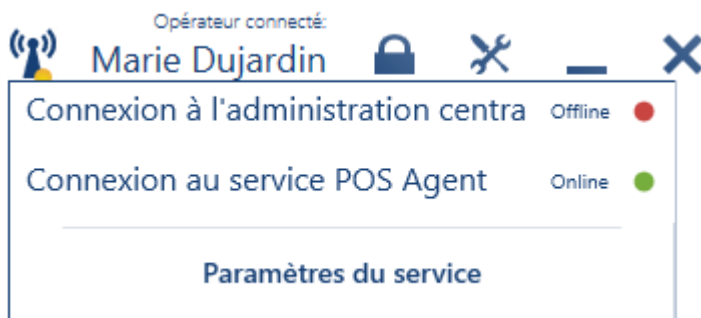 Opérateur connecté:
Marie Dujardin
Connexion à l'administration centra Offline
Connexion au service POS Agent Online
Paramètres du service